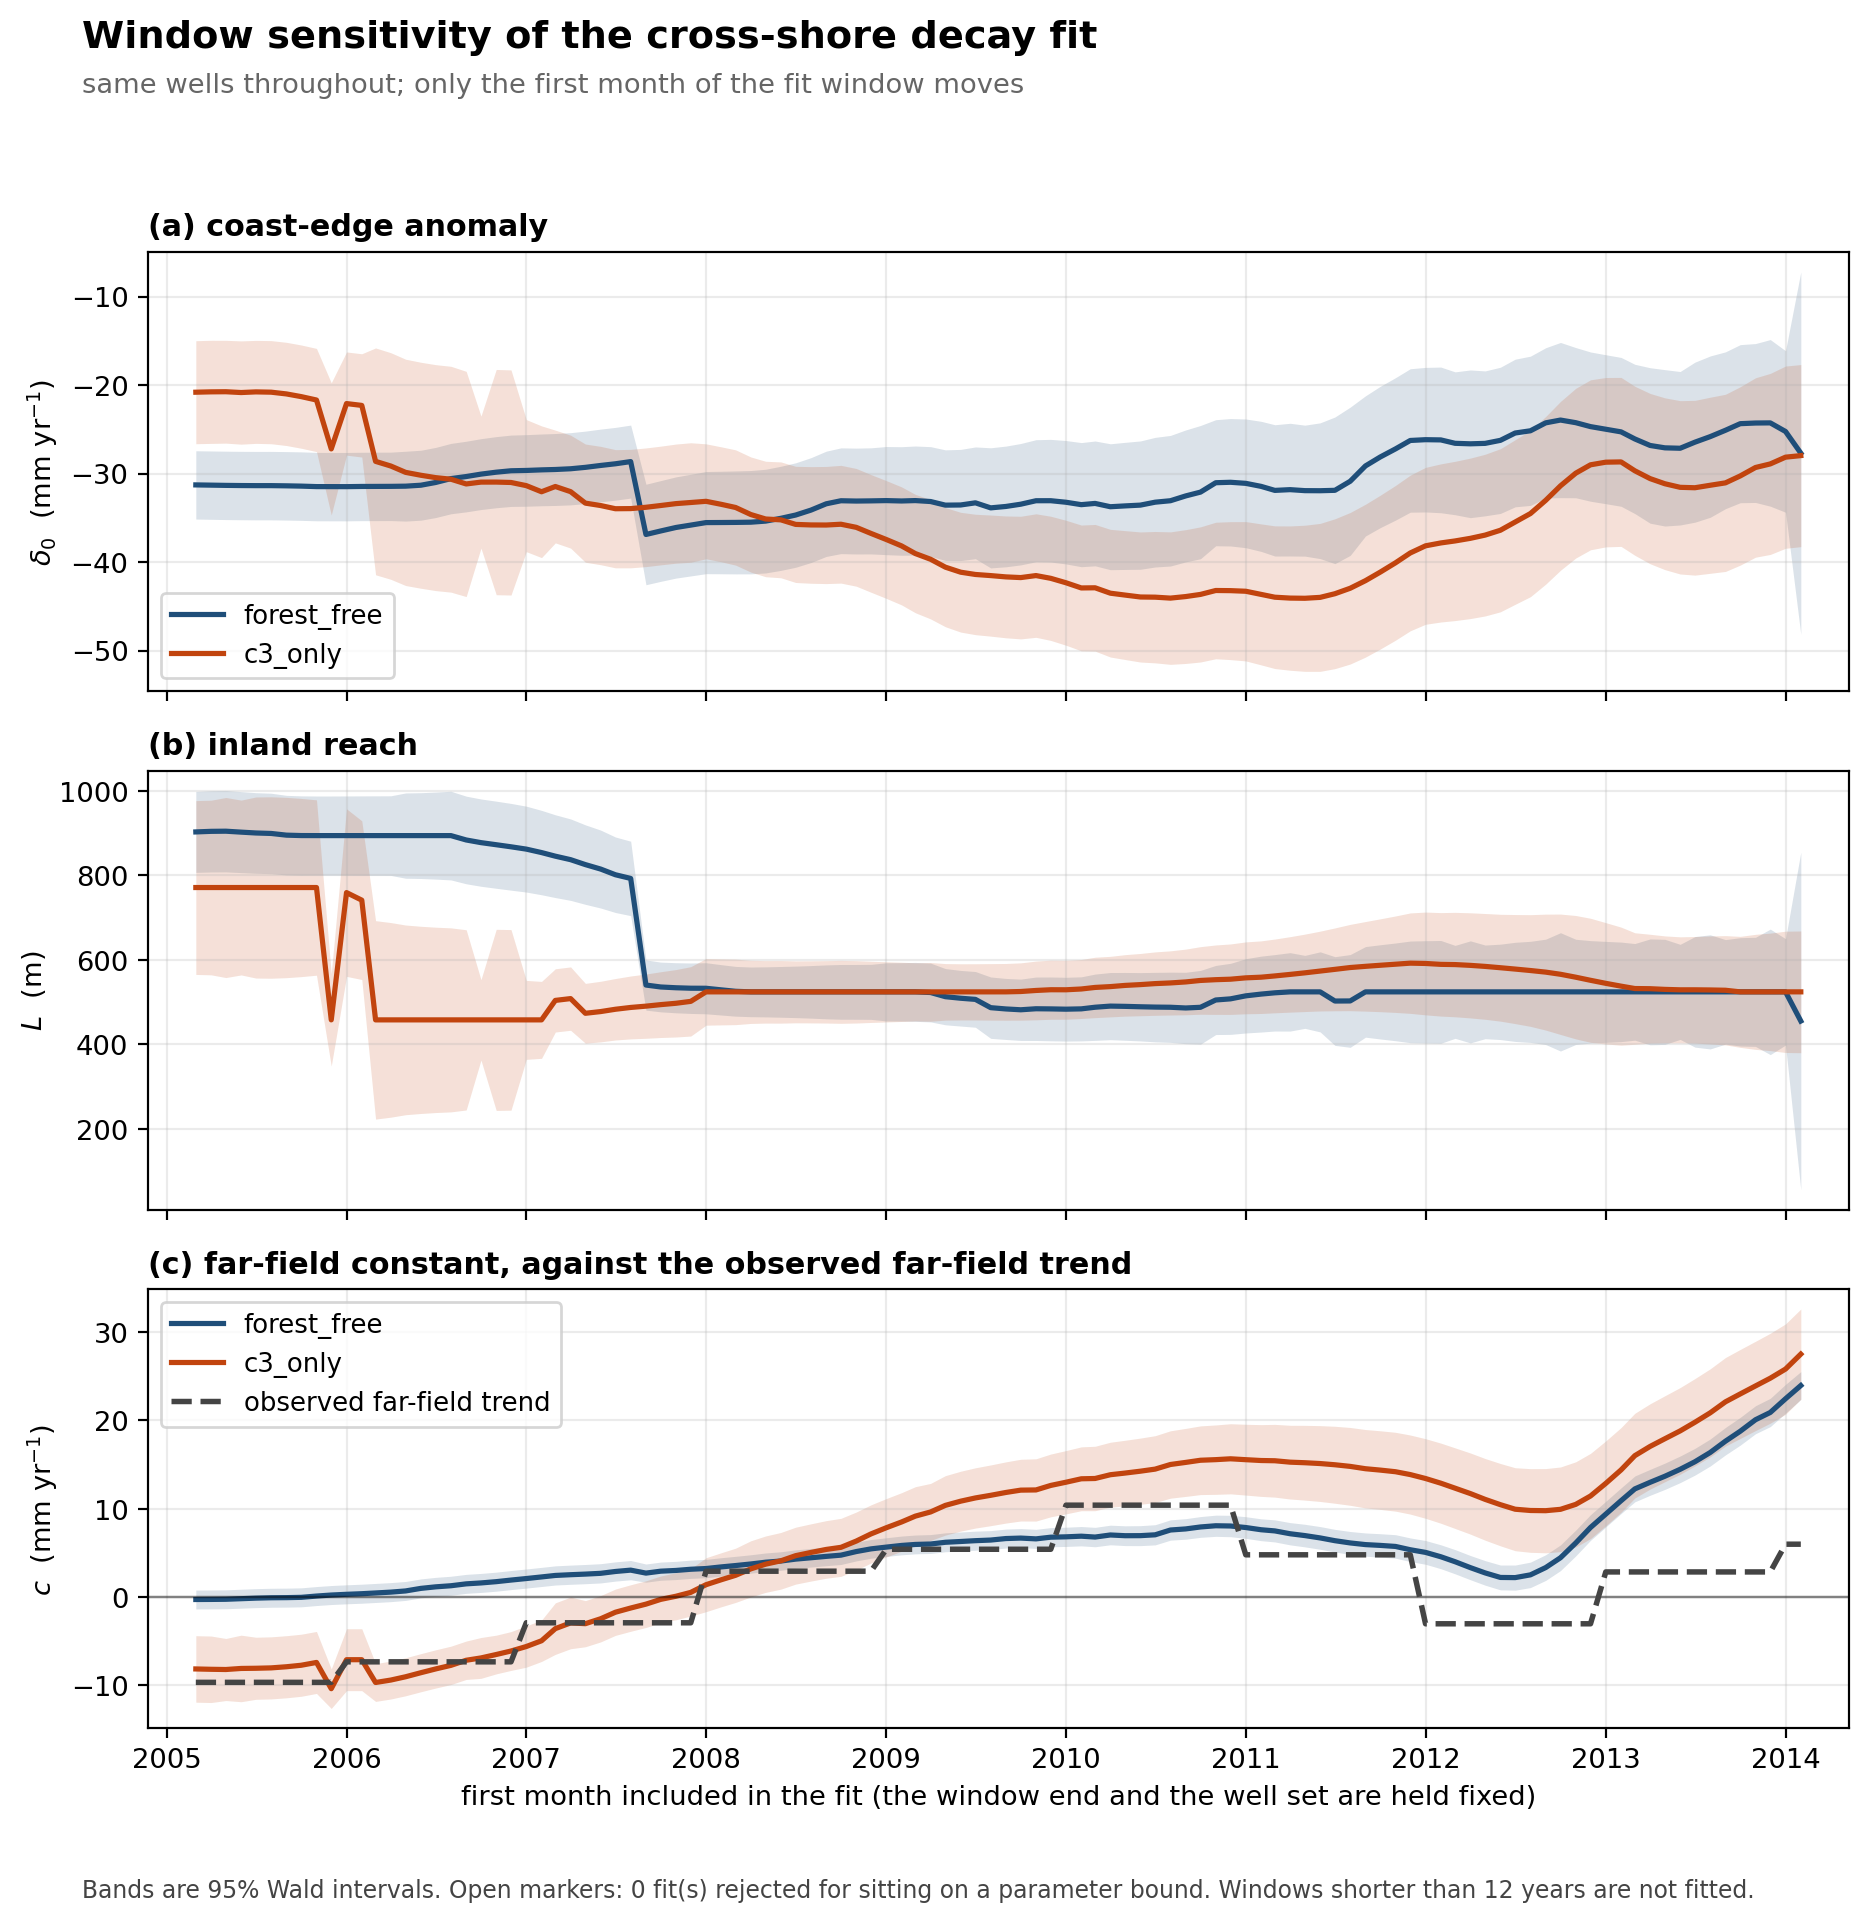 Window sensitivity of the cross-shore decay fit
same wells throughout; only the first month of the fit window moves
(a) coast-edge anomaly
−10
−20
−30
−40
−50
δ₀ (mm yr⁻¹)
forest_free
c3_only
(b) inland reach
1000
800
600
400
200
L (m)
(c) far-field constant, against the observed far-field trend
30
20
10
0
−10
c (mm yr⁻¹)
forest_free
c3_only
observed far-field trend
2005 2006 2007 2008 2009 2010 2011 2012 2013 2014
first month included in the fit (the window end and the well set are held fixed)
Bands are 95% Wald intervals. Open markers: 0 fit(s) rejected for sitting on a parameter bound. Windows shorter than 12 years are not fitted.